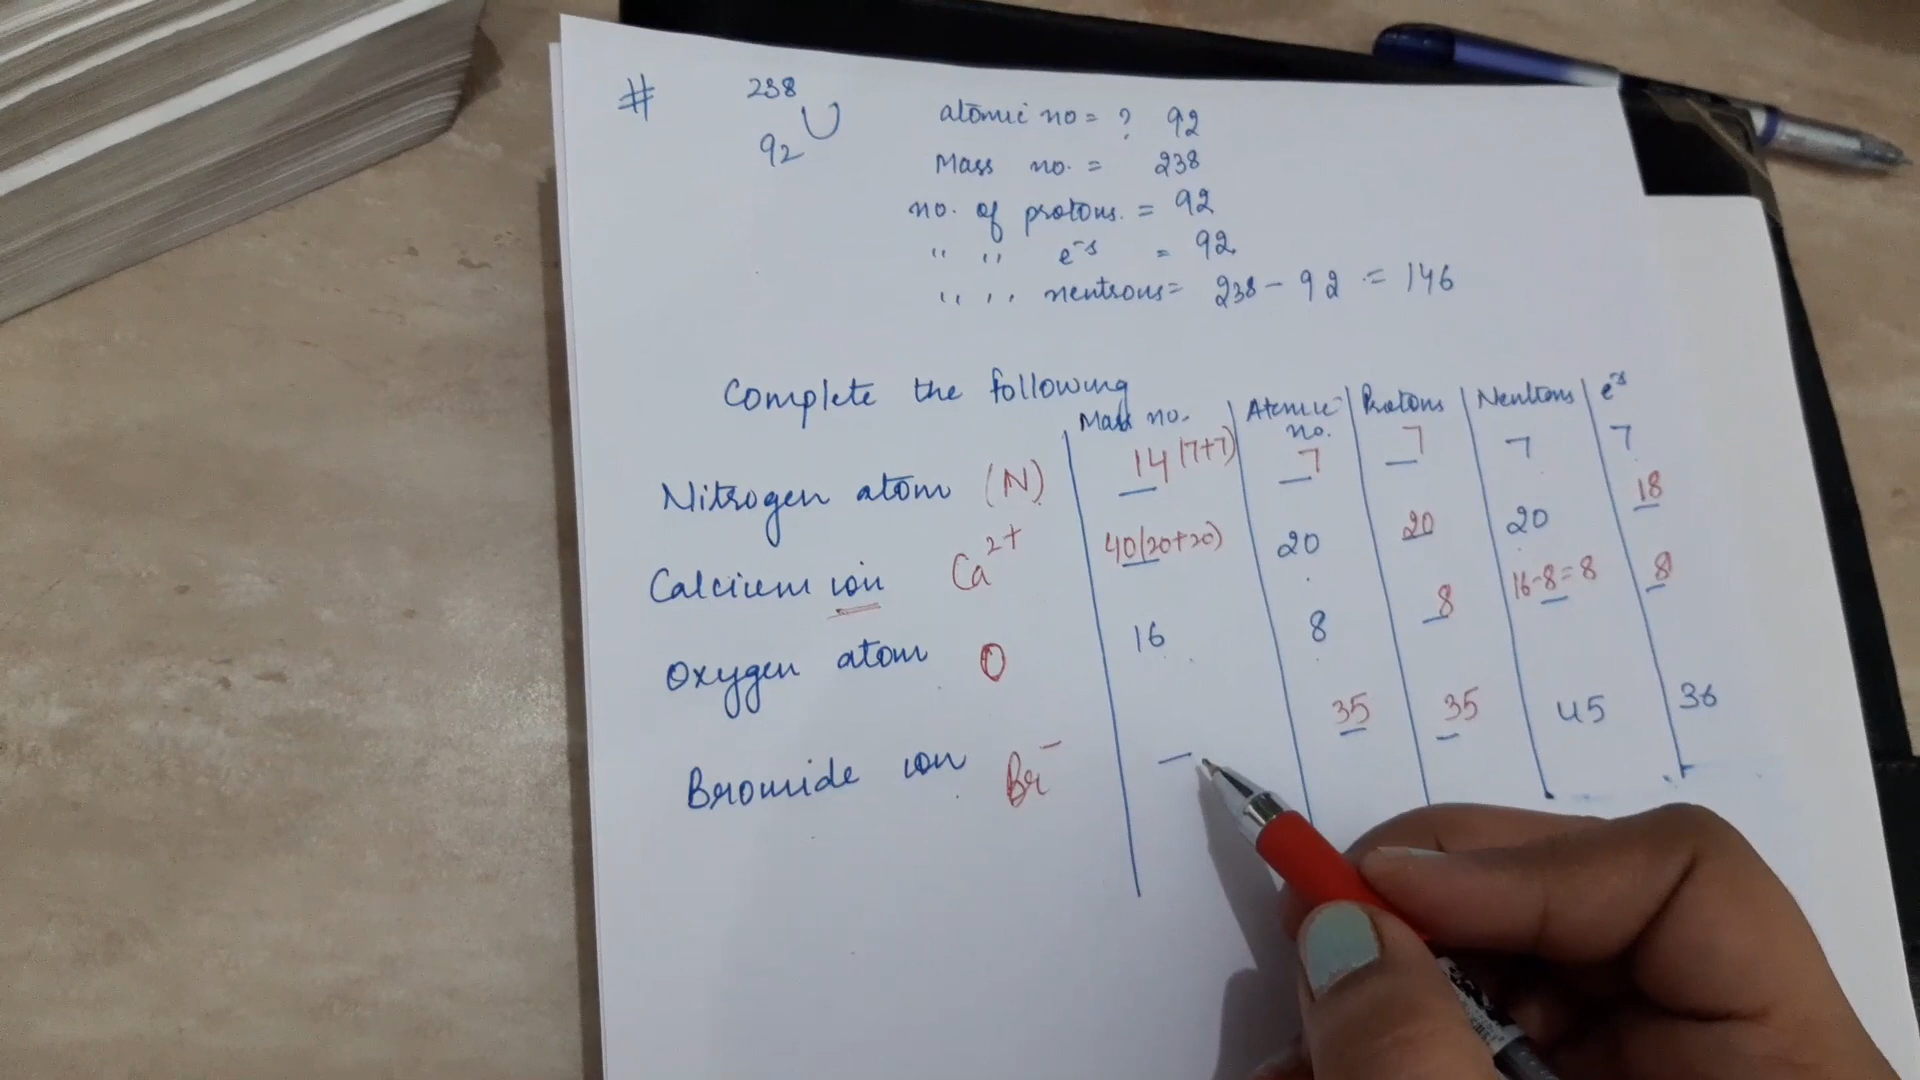 # 238
92 U
atomic no = ? 92
Mass no. = 238
no. of protons. = 92
" " e⁻s = 92
" " neutrons = 238 - 92 = 146
Complete the following
Mass no. Atomic no. Protons Neutrons e⁻s
Nitrogen atom (N) 14 (7+7) 7 7 7 7
Calcium ion Ca²⁺ 40(20+20) 20 20 20 18
Oxygen atom O 16 8 8 16-8=8 8
Bromide ion Br⁻ — 35 35 45 36